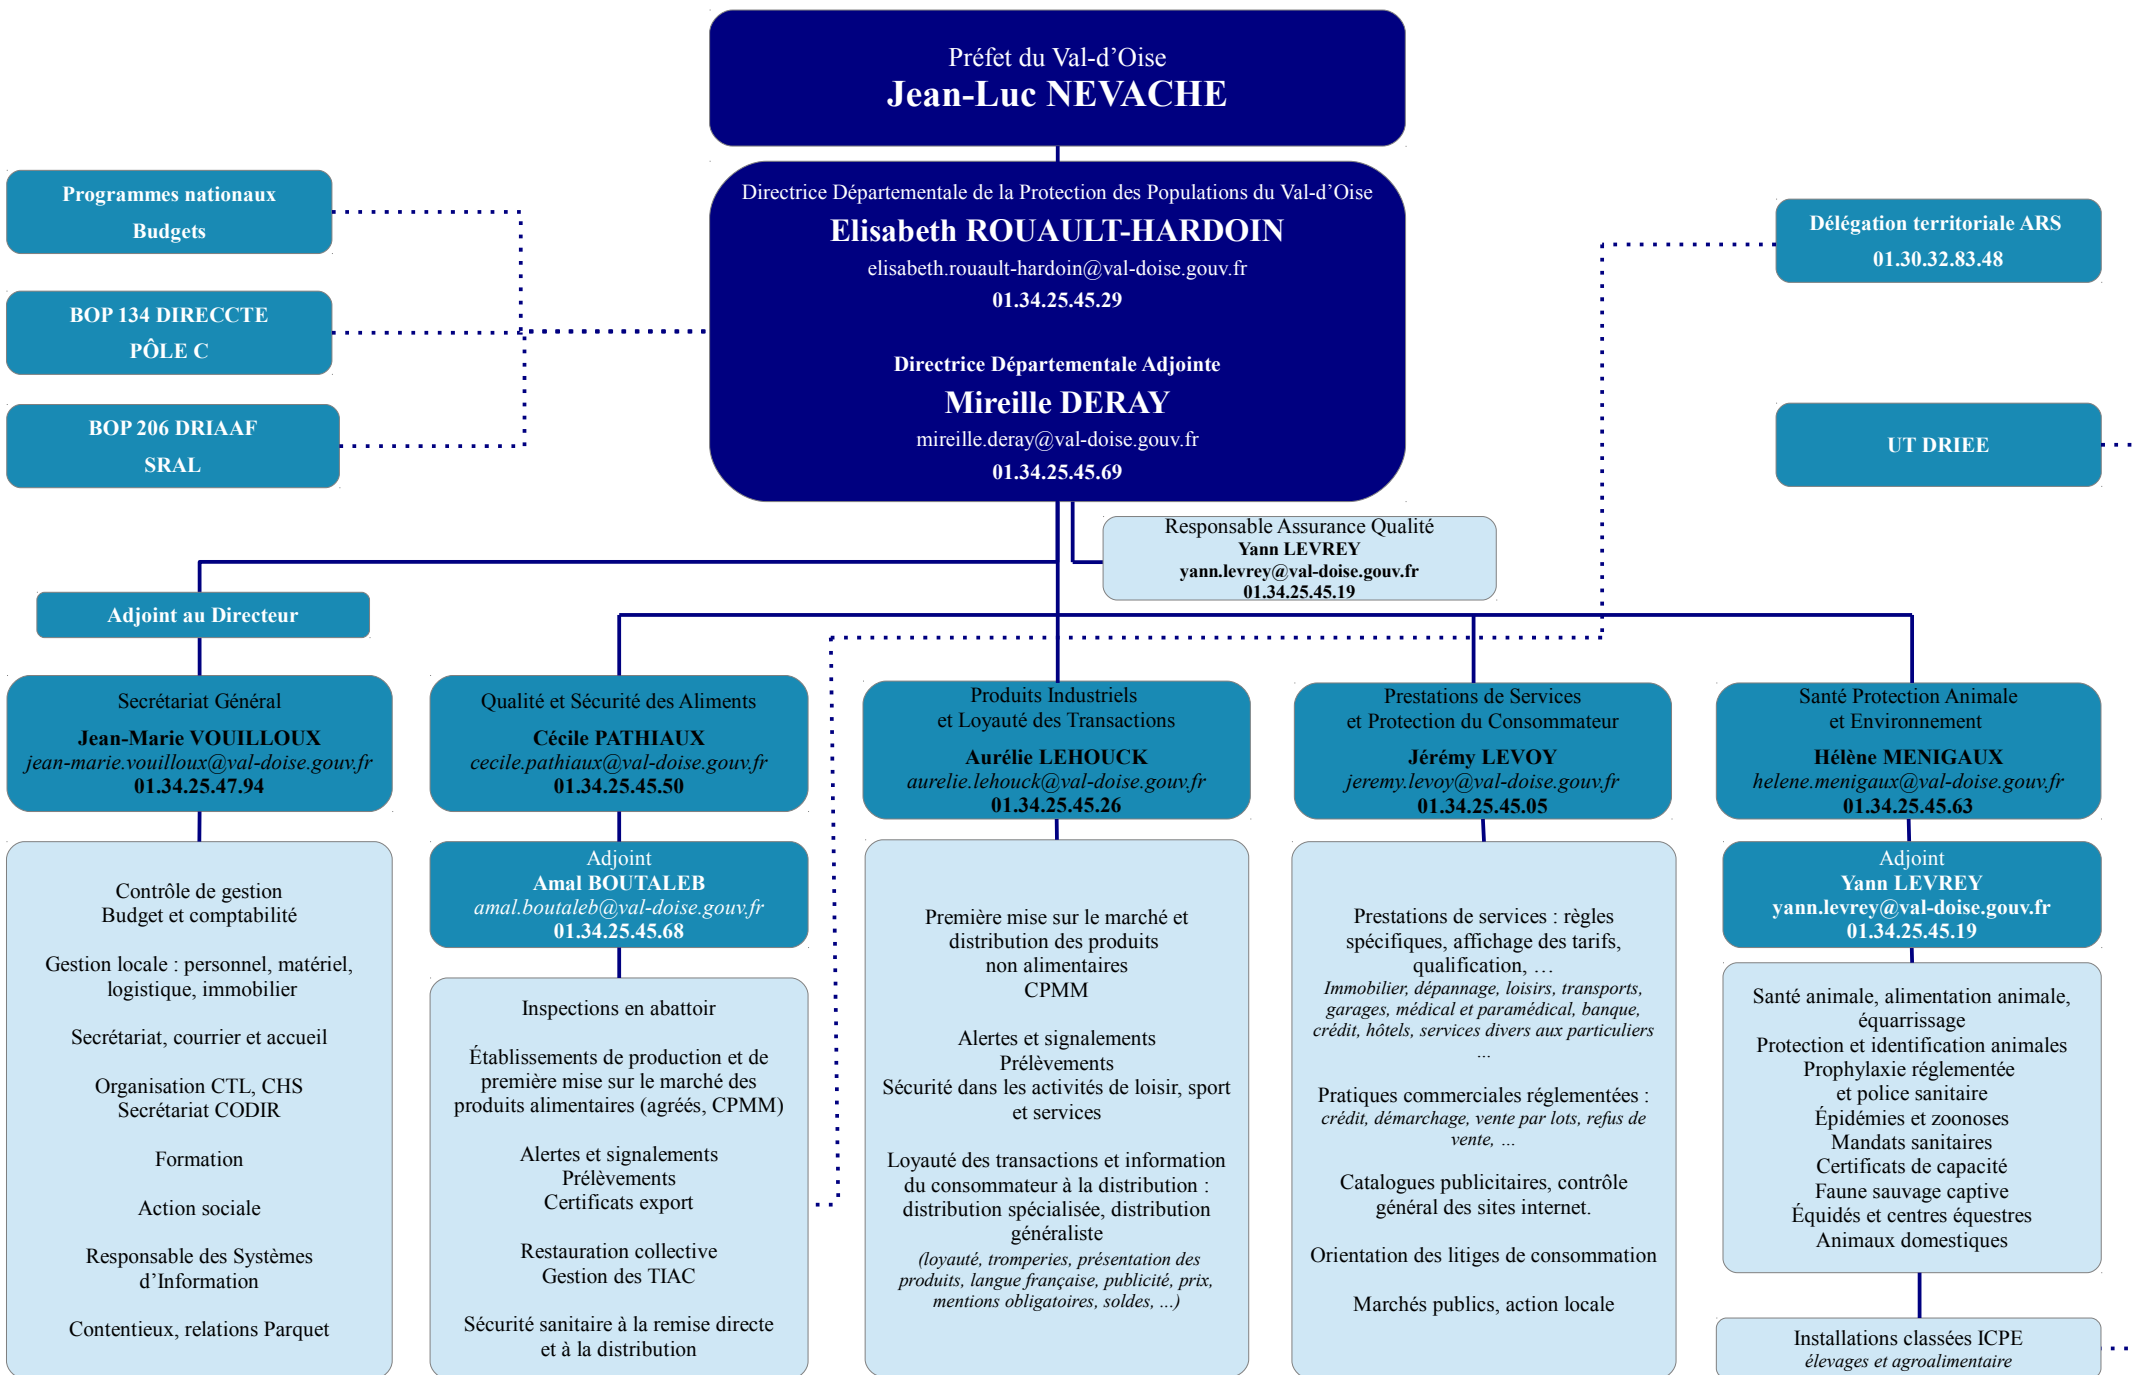 Préfet du Val-d’Oise
Jean-Luc NEVACHE
Directrice Départementale de la Protection des Populations du Val-d’Oise
Elisabeth ROUAULT-HARDOIN
elisabeth.rouault-hardoin@val-doise.gouv.fr
01.34.25.45.29
Directrice Départementale Adjointe
Mireille DERAY
mireille.deray@val-doise.gouv.fr
01.34.25.45.69
Programmes nationaux
Budgets
BOP 134 DIRECCTE
PÔLE C
BOP 206 DRIAAF
SRAL
Délégation territoriale ARS
01.30.32.83.48
UT DRIEE
Responsable Assurance Qualité
Yann LEVREY
yann.levrey@val-doise.gouv.fr
01.34.25.45.19
Adjoint au Directeur
Secrétariat Général
Jean-Marie VOUILLOUX
jean-marie.vouilloux@val-doise.gouv.fr
01.34.25.47.94
Contrôle de gestion
Budget et comptabilité
Gestion locale : personnel, matériel,
logistique, immobilier
Secrétariat, courrier et accueil
Organisation CTL, CHS
Secrétariat CODIR
Formation
Action sociale
Responsable des Systèmes
d’Information
Contentieux, relations Parquet
Qualité et Sécurité des Aliments
Cécile PATHIAUX
cecile.pathiaux@val-doise.gouv.fr
01.34.25.45.50
Adjoint
Amal BOUTALEB
amal.boutaleb@val-doise.gouv.fr
01.34.25.45.68
Inspections en abattoir
Établissements de production et de
première mise sur le marché des
produits alimentaires (agréés, CPMM)
Alertes et signalements
Prélèvements
Certificats export
Restauration collective
Gestion des TIAC
Sécurité sanitaire à la remise directe
et à la distribution
Produits Industriels
et Loyauté des Transactions
Aurélie LEHOUCK
aurelie.lehouck@val-doise.gouv.fr
01.34.25.45.26
Première mise sur le marché et
distribution des produits
non alimentaires
CPMM
Alertes et signalements
Prélèvements
Sécurité dans les activités de loisir, sport
et services
Loyauté des transactions et information
du consommateur à la distribution :
distribution spécialisée, distribution
généraliste
(loyauté, tromperies, présentation des
produits, langue française, publicité, prix,
mentions obligatoires, soldes, ...)
Prestations de Services
et Protection du Consommateur
Jérémy LEVOY
jeremy.levoy@val-doise.gouv.fr
01.34.25.45.05
Prestations de services : règles
spécifiques, affichage des tarifs,
qualification, …
Immobilier, dépannage, loisirs, transports,
garages, médical et paramédical, banque,
crédit, hôtels, services divers aux particuliers
...
Pratiques commerciales réglementées :
crédit, démarchage, vente par lots, refus de
vente, ...
Catalogues publicitaires, contrôle
général des sites internet.
Orientation des litiges de consommation
Marchés publics, action locale
Santé Protection Animale
et Environnement
Hélène MENIGAUX
helene.menigaux@val-doise.gouv.fr
01.34.25.45.63
Adjoint
Yann LEVREY
yann.levrey@val-doise.gouv.fr
01.34.25.45.19
Santé animale, alimentation animale,
équarrissage
Protection et identification animales
Prophylaxie réglementée
et police sanitaire
Épidémies et zoonoses
Mandats sanitaires
Certificats de capacité
Faune sauvage captive
Équidés et centres équestres
Animaux domestiques
Installations classées ICPE
élevages et agroalimentaire